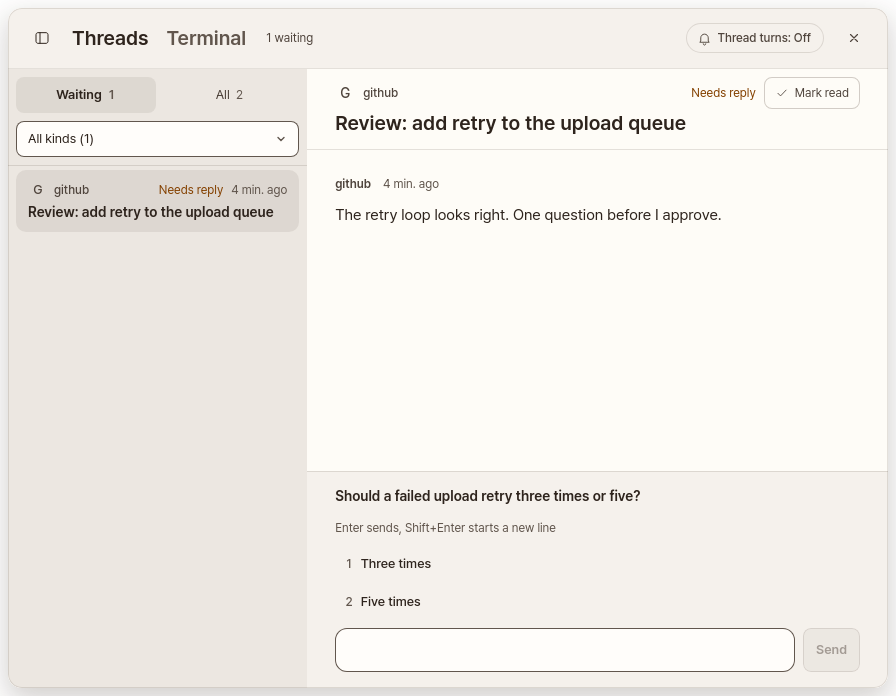 Threads Terminal 1 waiting Thread turns: Off
Waiting 1 All 2
All kinds (1)
G github Needs reply 4 min. ago
Review: add retry to the upload queue
G github Needs reply Mark read
Review: add retry to the upload queue
github 4 min. ago
The retry loop looks right. One question before I approve.
Should a failed upload retry three times or five?
Enter sends, Shift+Enter starts a new line
1 Three times
2 Five times
Send